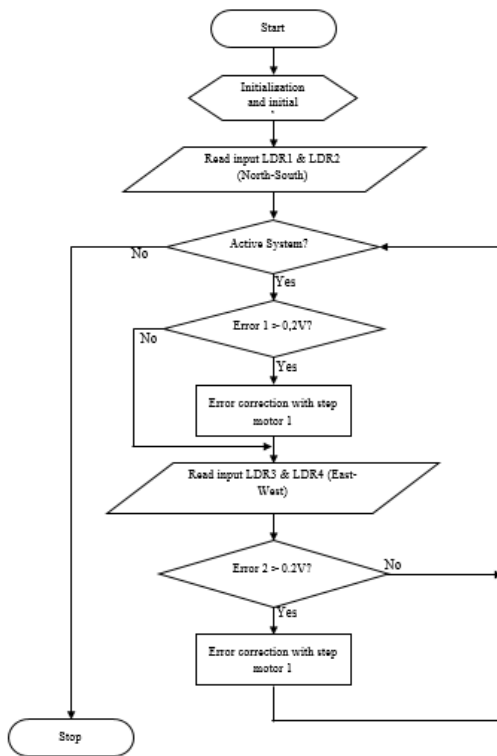 Start
Initialization
and initial
Read input LDR1 & LDR2
(North-South)
Active System?
No
Yes
Error 1 > 0,2V?
No
Yes
Error correction with step
motor 1
Read input LDR3 & LDR4 (East-
West)
Error 2 > 0.2V?
No
Yes
Error correction with step
motor 1
Stop